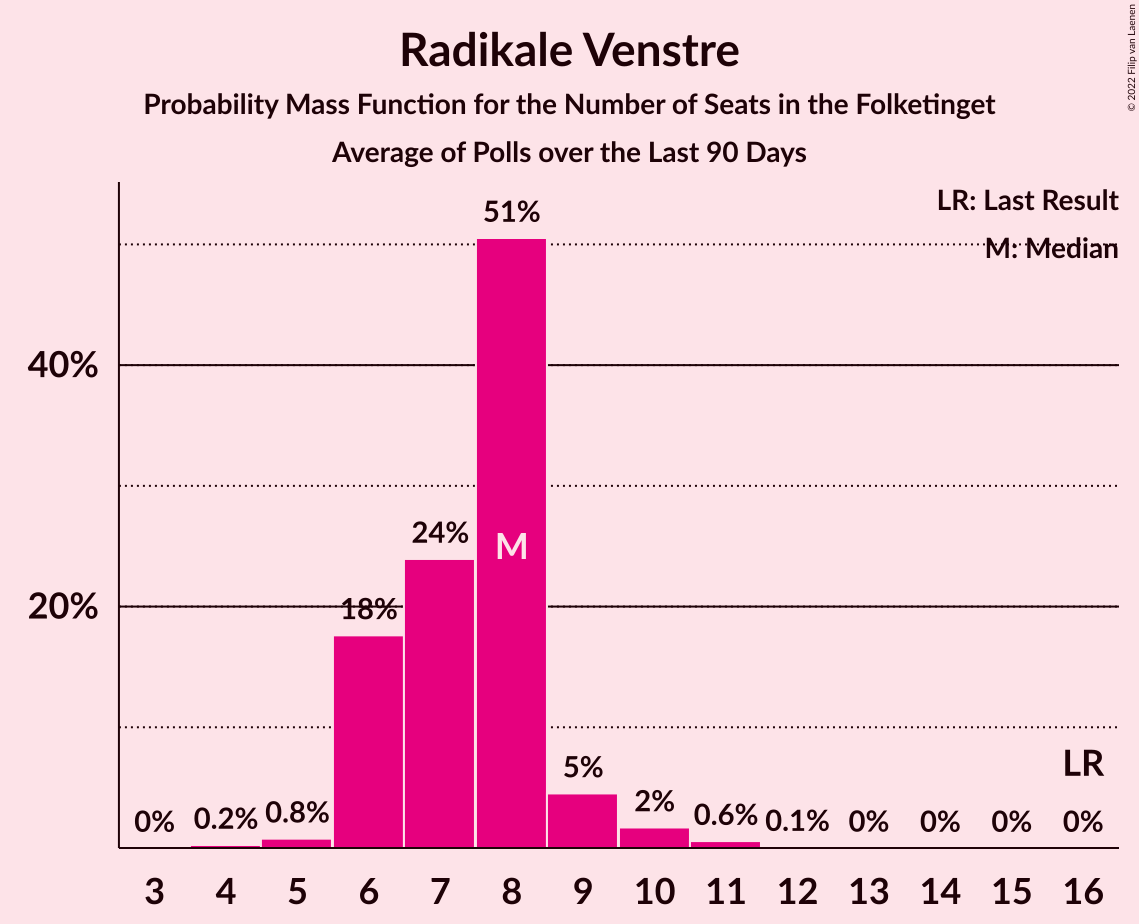 Radikale Venstre
Probability Mass Function for the Number of Seats in the Folketinget
Average of Polls over the Last 90 Days
© 2022 Filip van Laenen
LR: Last Result
M: Median
51%
40%
24%
M
20%
18%
LR
5%
2%
0% 0.2% 0.8% 0.6% 0.1% 0% 0% 0% 0%
3 4 5 6 7 8 9 10 11 12 13 14 15 16